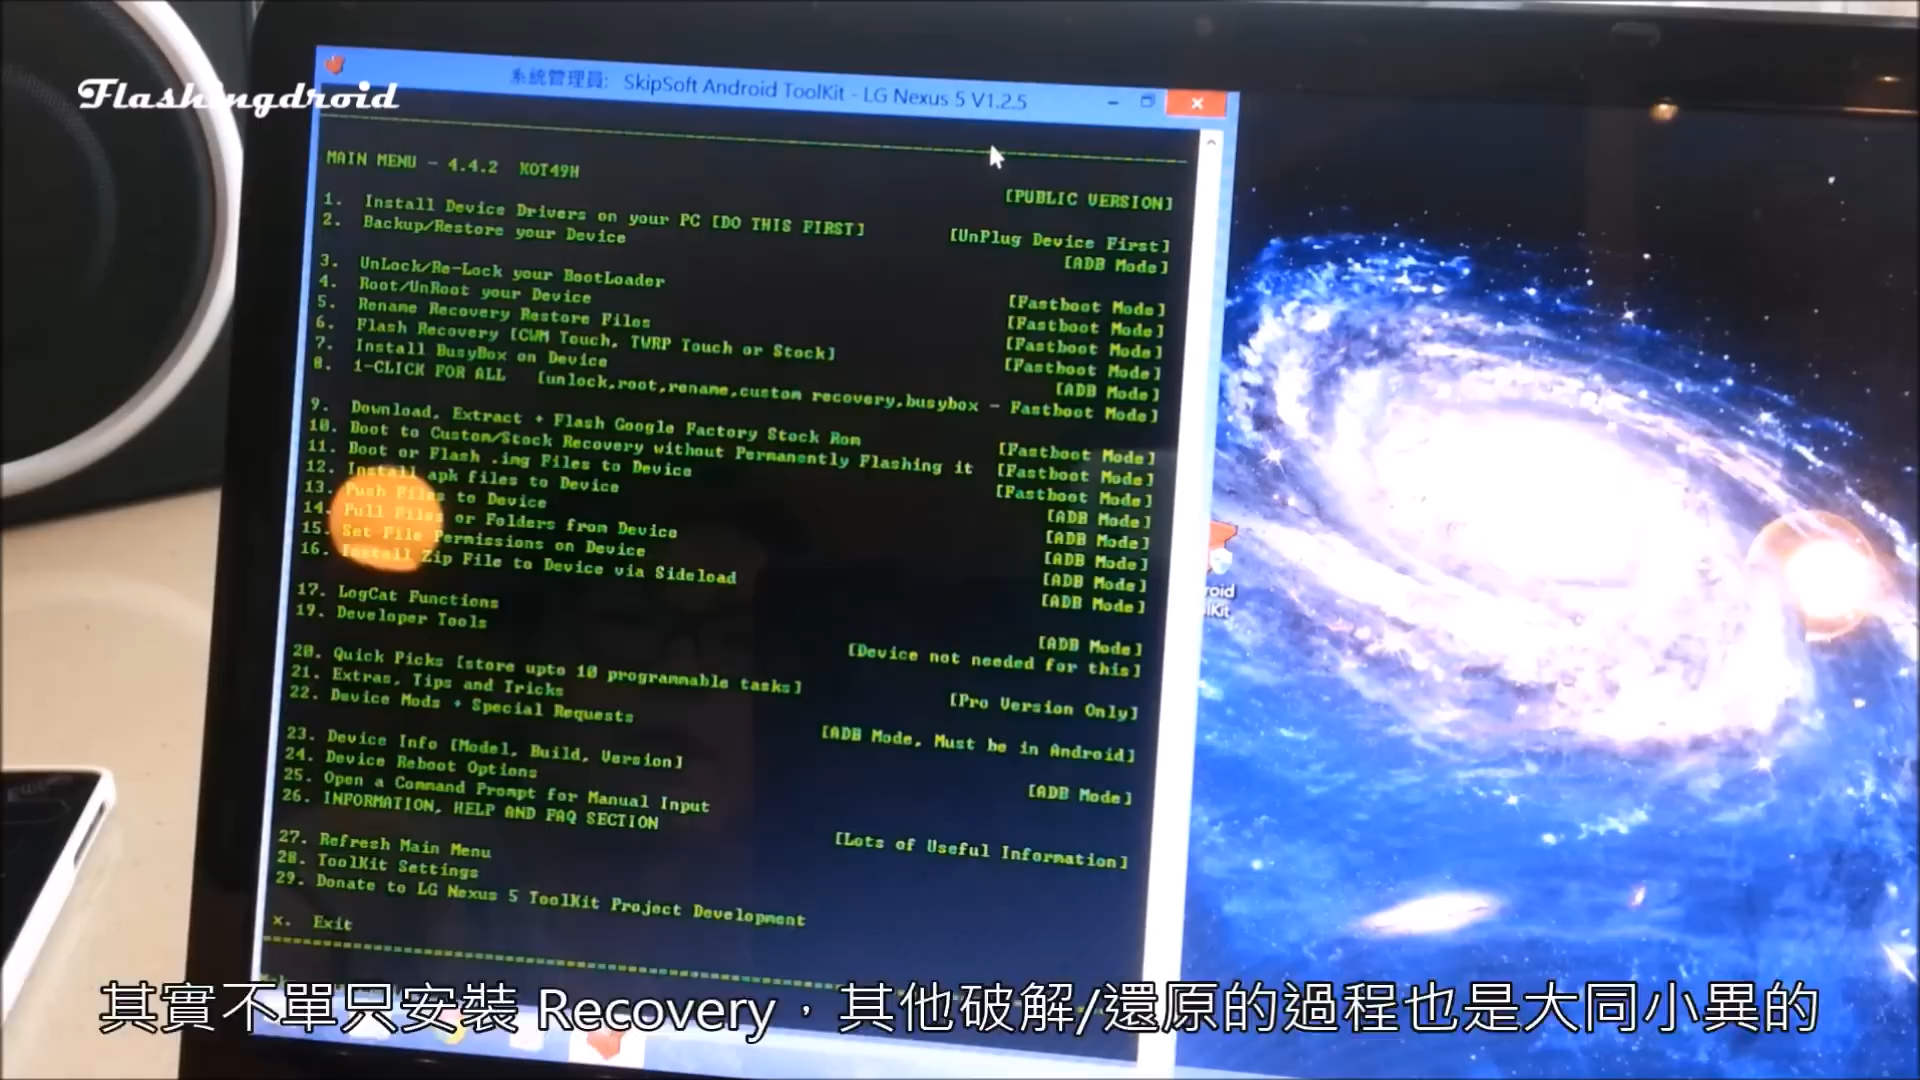 Flashingdroid
系統管理員: SkipSoft Android ToolKit - LG Nexus 5 V1.2.5
MAIN MENU - 4.4.2 KOT49H [PUBLIC VERSION]
1. Install Device Drivers on your PC [DO THIS FIRST] [UnPlug Device First]
2. Backup/Restore your Device [ADB Mode]
3. UnLock/Re-Lock your BootLoader [Fastboot Mode]
4. Root/UnRoot your Device [Fastboot Mode]
5. Rename Recovery Restore Files [Fastboot Mode]
6. Flash Recovery [CWM Touch, TWRP Touch or Stock] [Fastboot Mode]
7. Install BusyBox on Device [ADB Mode]
8. 1-CLICK FOR ALL [unlock,root,rename,custom recovery,busybox - Fastboot Mode]
9. Download, Extract + Flash Google Factory Stock Rom [Fastboot Mode]
10. Boot to Custom/Stock Recovery without Permanently Flashing it [Fastboot Mode]
11. Boot or Flash .img Files to Device [Fastboot Mode]
12. Install apk files to Device [ADB Mode]
13. Push Files to Device [ADB Mode]
14. Pull Files or Folders from Device [ADB Mode]
15. Set File Permissions on Device [ADB Mode]
16. Install Zip File to Device via Sideload [ADB Mode]
17. LogCat Functions [ADB Mode]
19. Developer Tools [Device not needed for this]
20. Quick Picks [store upto 10 programmable tasks] [Pro Version Only]
21. Extras, Tips and Tricks
22. Device Mods + Special Requests [ADB Mode, Must be in Android]
23. Device Info [Model, Build, Version]
24. Device Reboot Options [ADB Mode]
25. Open a Command Prompt for Manual Input
26. INFORMATION, HELP AND FAQ SECTION [Lots of Useful Information]
27. Refresh Main Menu
28. ToolKit Settings
29. Donate to LG Nexus 5 ToolKit Project Development
x. Exit
其實不單只安裝 Recovery，其他破解/還原的過程也是大同小異的